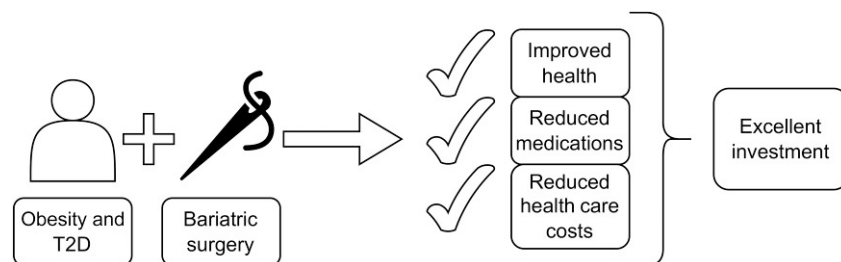 Obesity and
T2D
Bariatric
surgery
Improved
health
Reduced
medications
Reduced
health care
costs
Excellent
investment